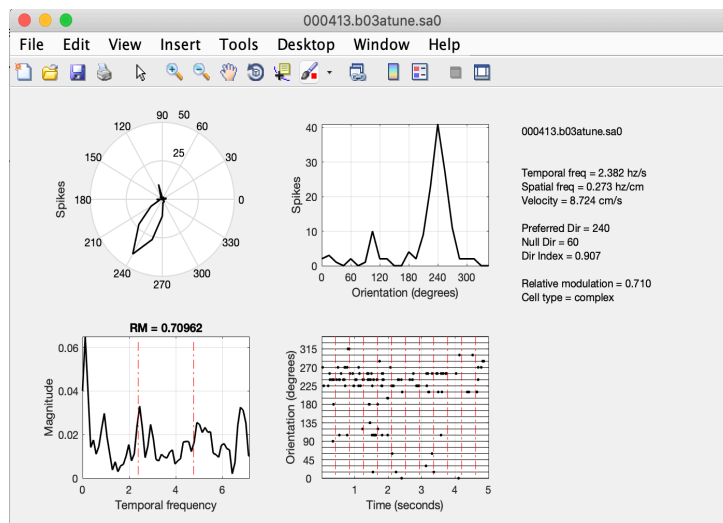 000413.b03atune.sa0
File Edit View Insert Tools Desktop Window Help
90 50
120 60
25
150 30
180 0
210 330
240 300
270
Spikes
40
30
20
10
0
0 60 120 180 240 300
Spikes
Orientation (degrees)
000413.b03atune.sa0
Temporal freq = 2.382 hz/s
Spatial freq = 0.273 hz/cm
Velocity = 8.724 cm/s
Preferred Dir = 240
Null Dir = 60
Dir Index = 0.907
Relative modulation = 0.710
Cell type = complex
RM = 0.70962
0.06
0.04
0.02
0
0 2 4 6
Magnitude
Temporal frequency
315
270
225
180
135
90
45
0
1 2 3 4 5
Orientation (degrees)
Time (seconds)